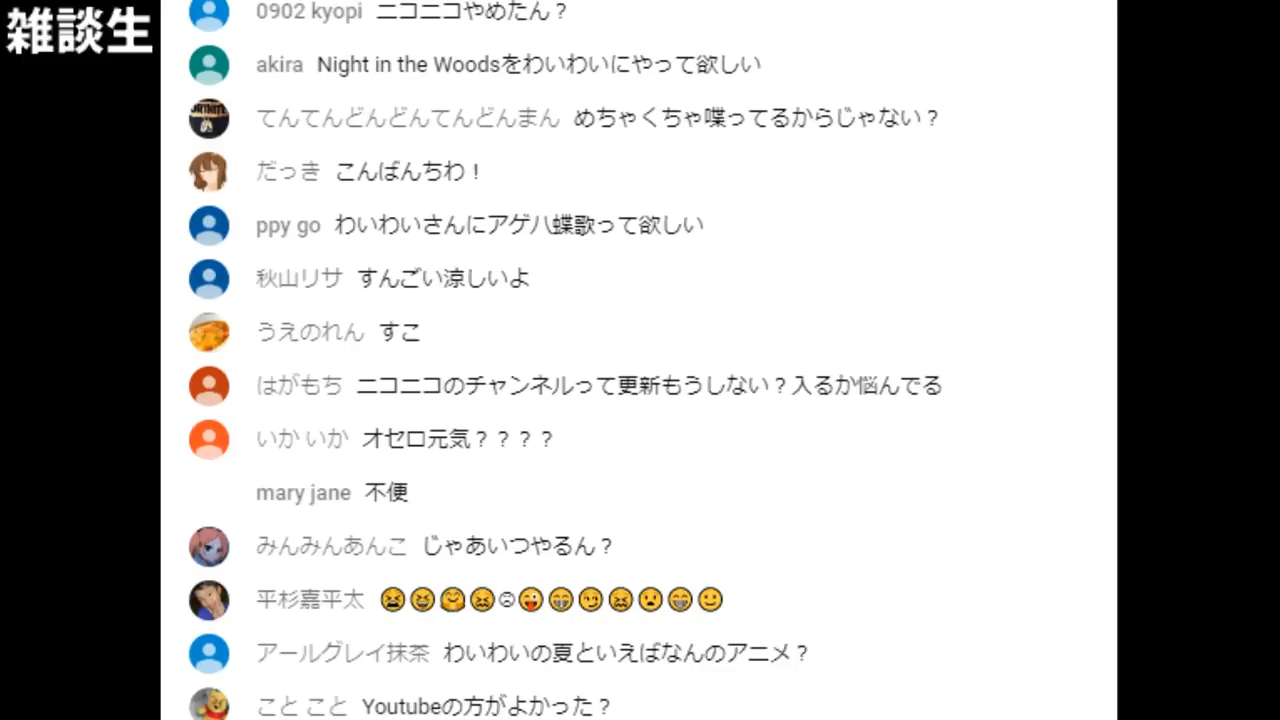 雑談生
0902 kyopi ニコニコやめたん？
akira Night in the Woodsをわいわいにやって欲しい
てんてんどんどんてんどんまん めちゃくちゃ喋ってるからじゃない？
だっき こんばんちわ！
ppy go わいわいさんにアゲハ蝶歌って欲しい
秋山リサ すんごい涼しいよ
うえのれん すこ
はがもち ニコニコのチャンネルって更新もうしない？入るか悩んでる
いか いか オセロ元気？？？？
mary jane 不便
みんみんあんこ じゃあいつやるん？
平杉嘉平太 😫😆🤗😖☹😜😁😏😖😧😁🙂
アールグレイ抹茶 わいわいの夏といえばなんのアニメ？
こと こと Youtubeの方がよかった？